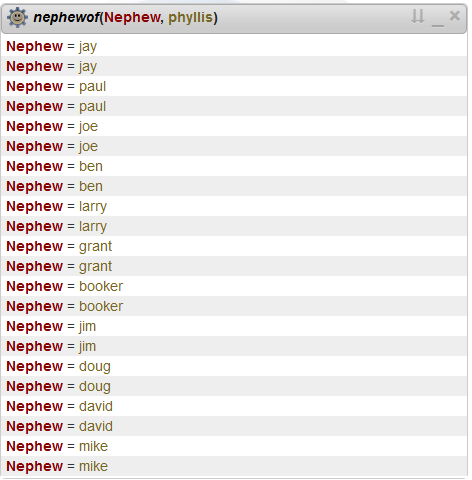 nephewof(Nephew, phyllis)
Nephew = jay
Nephew = jay
Nephew = paul
Nephew = paul
Nephew = joe
Nephew = joe
Nephew = ben
Nephew = ben
Nephew = larry
Nephew = larry
Nephew = grant
Nephew = grant
Nephew = booker
Nephew = booker
Nephew = jim
Nephew = jim
Nephew = doug
Nephew = doug
Nephew = david
Nephew = david
Nephew = mike
Nephew = mike